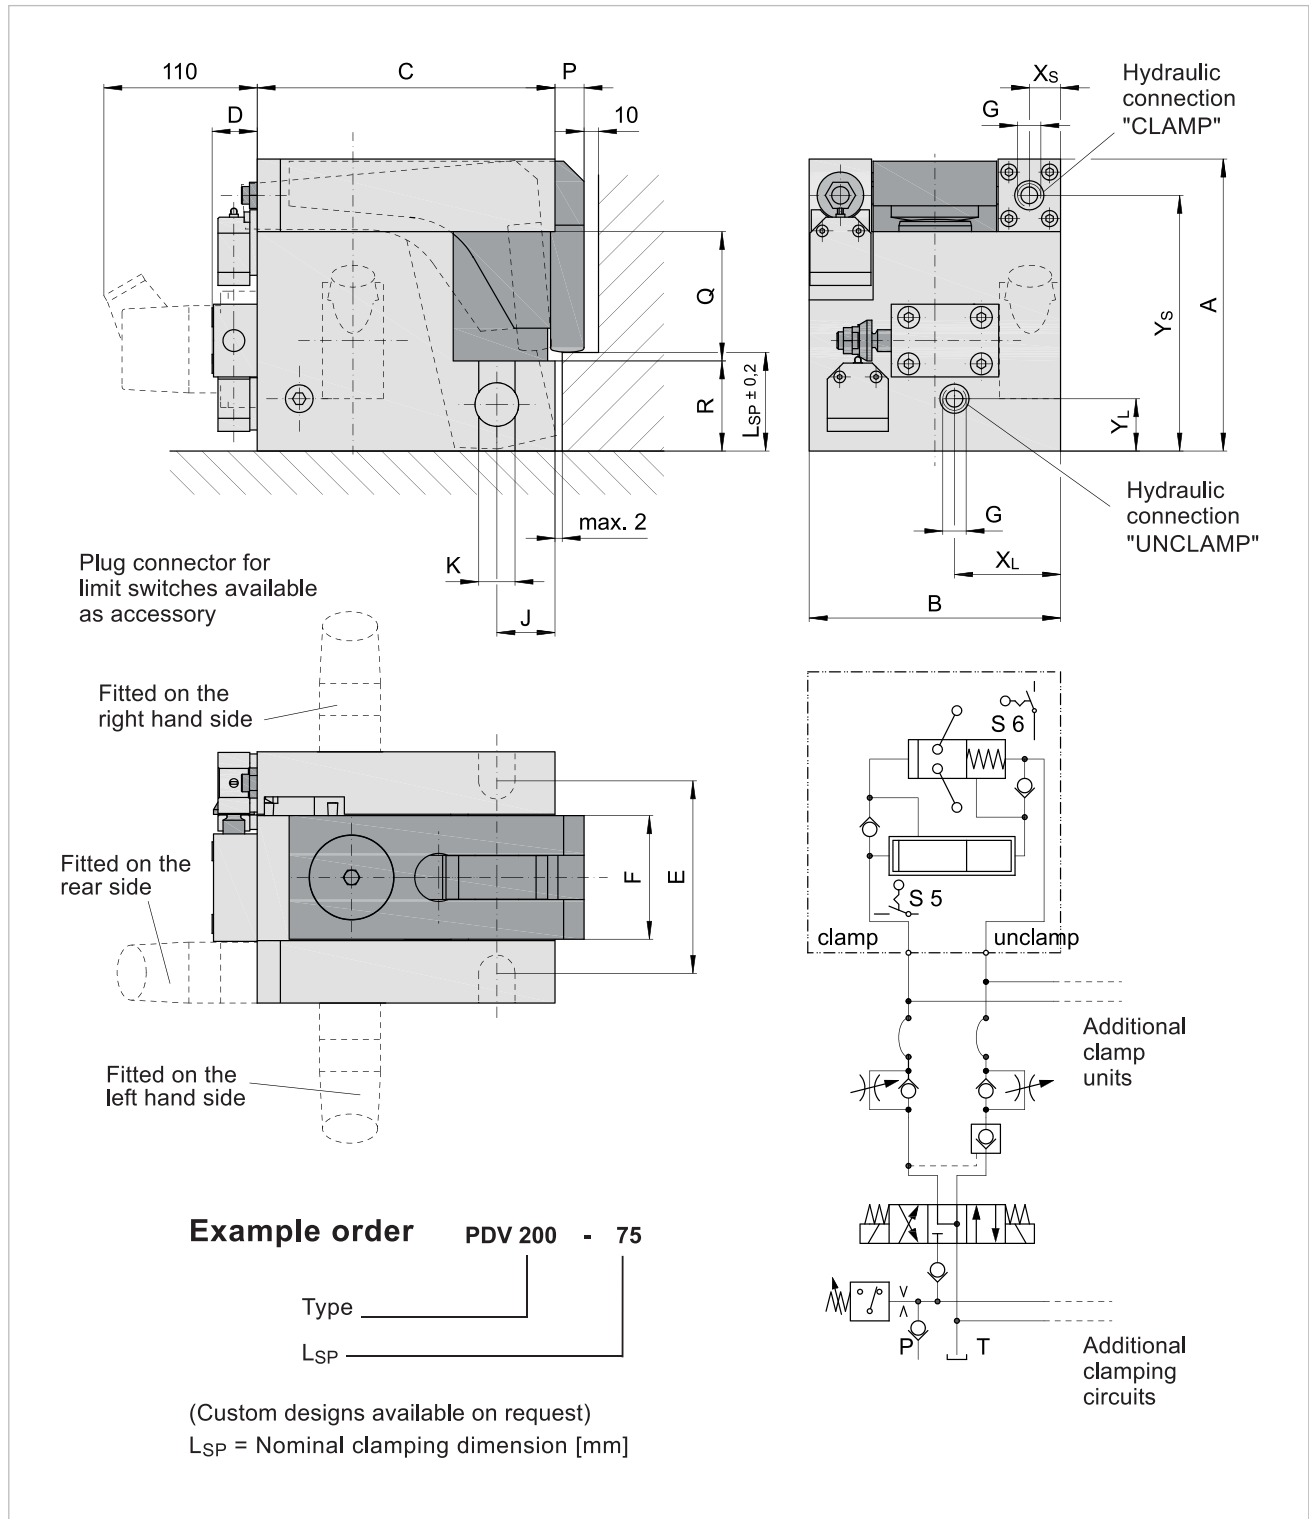 110
C
P
D
10
Q
R
LSP ± 0,2
max. 2
K
J
XS
G
Hydraulic
connection
"CLAMP"
A
YS
YL
Hydraulic
connection
"UNCLAMP"
G
XL
B
Plug connector for
limit switches available
as accessory
Fitted on the
right hand side
Fitted on the
rear side
Fitted on the
left hand side
F
E
S 6
S 5
clamp
unclamp
Additional
clamp
units
P
T
Additional
clamping
circuits
Example order PDV 200 - 75
Type
LSP
(Custom designs available on request)
LSP = Nominal clamping dimension [mm]